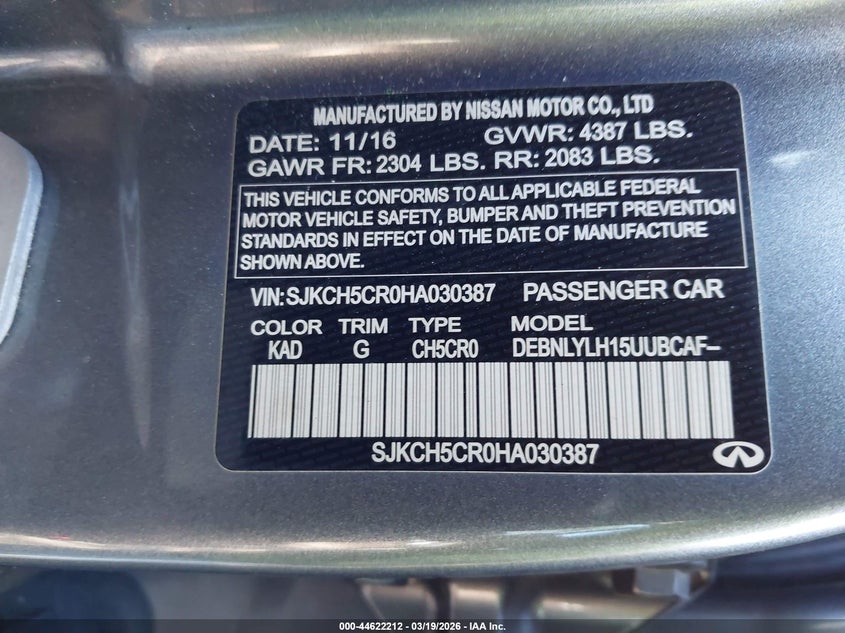 MANUFACTURED BY NISSAN MOTOR CO., LTD
DATE: 11/16 GVWR: 4387 LBS.
GAWR FR: 2304 LBS. RR: 2083 LBS.
THIS VEHICLE CONFORMS TO ALL APPLICABLE FEDERAL
MOTOR VEHICLE SAFETY, BUMPER AND THEFT PREVENTION
STANDARDS IN EFFECT ON THE DATE OF MANUFACTURE
SHOWN ABOVE.
VIN: SJKCH5CR0HA030387 PASSENGER CAR
COLOR TRIM TYPE MODEL
KAD G CH5CR0 DEBNLYLH15UUBCAF-
SJKCH5CR0HA030387
000-44622212 - 03/19/2026 - IAA Inc.